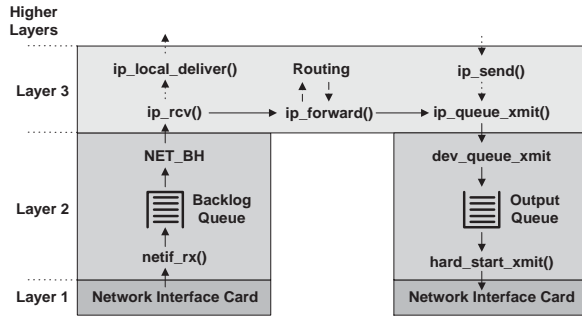 Higher
Layers
ip_local_deliver()
Routing
ip_send()
Layer 3
ip_rcv()
ip_forward()
ip_queue_xmit()
NET_BH
dev_queue_xmit
Layer 2
Backlog
Queue
Output
Queue
netif_rx()
hard_start_xmit()
Layer 1
Network Interface Card
Network Interface Card